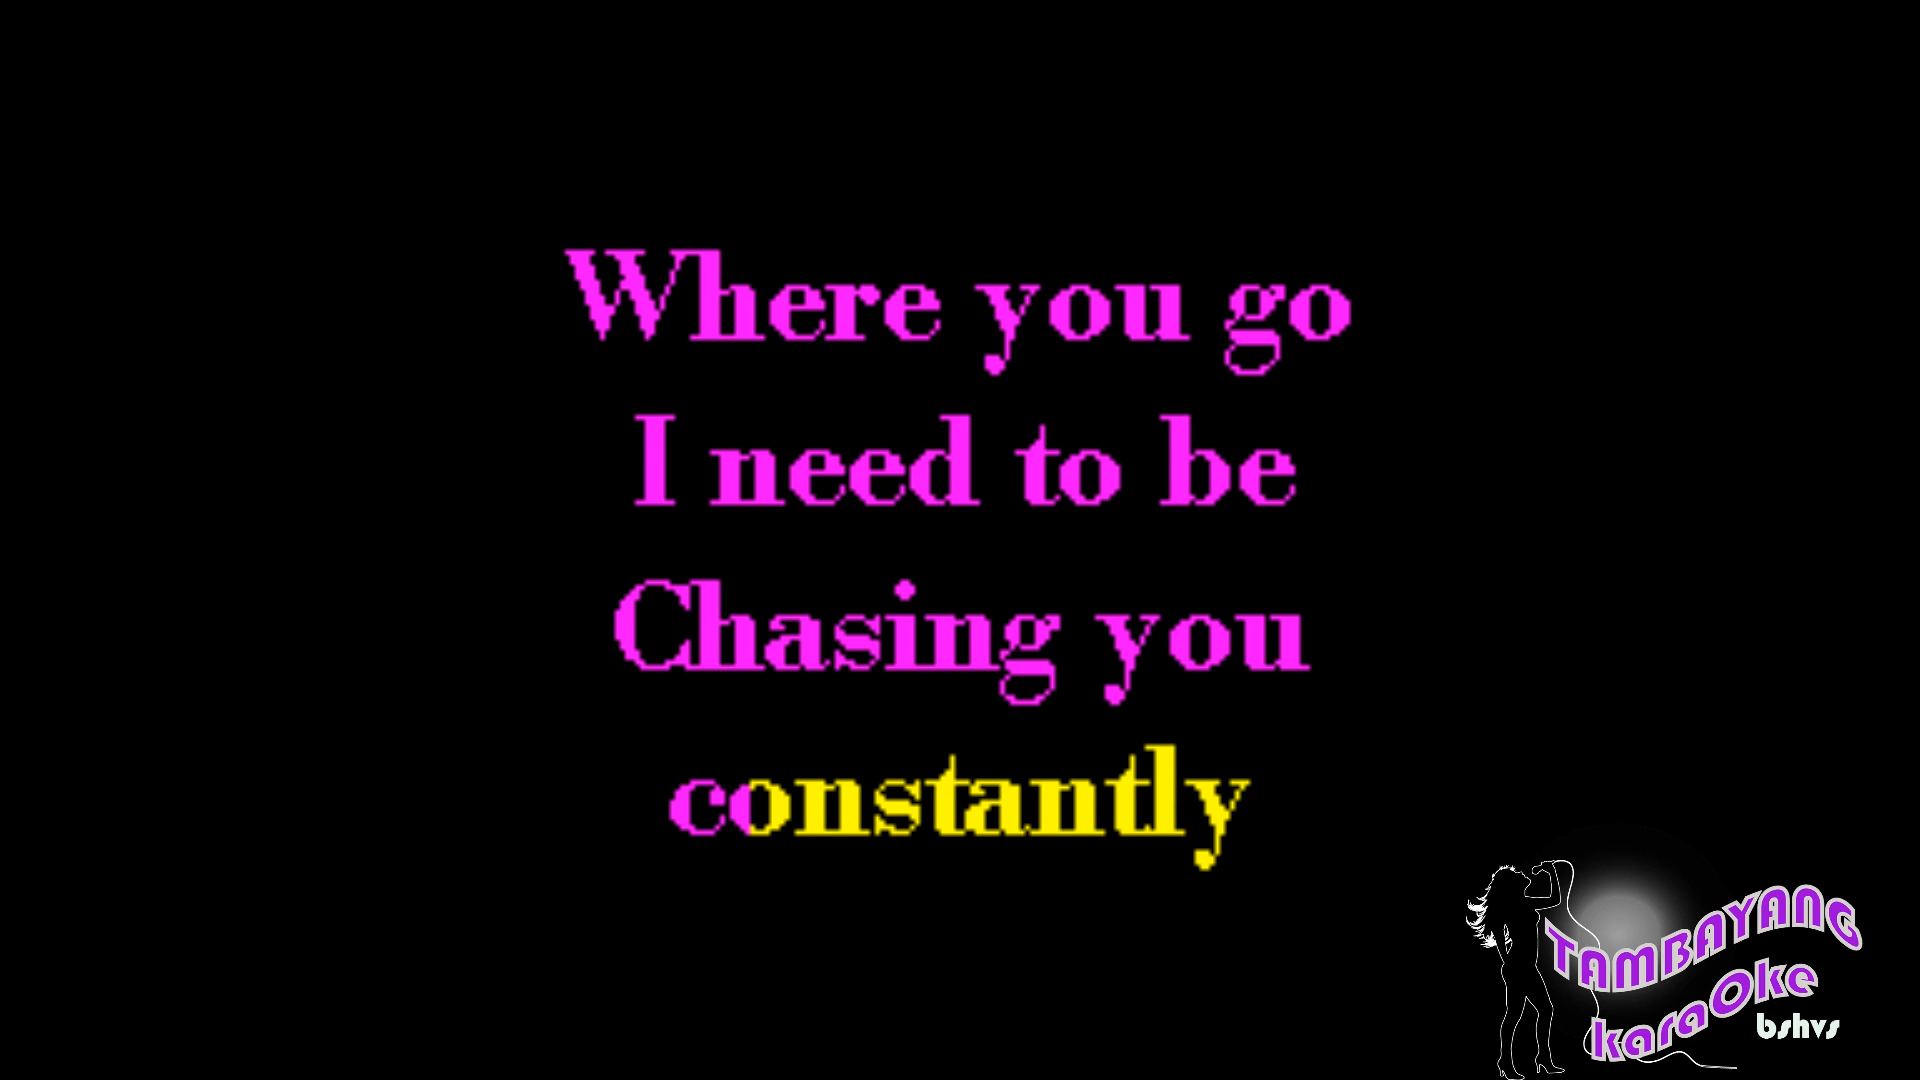 Where you go
I need to be
Chasing you
constantly
TAMBAYANG
karaOke
bshvs